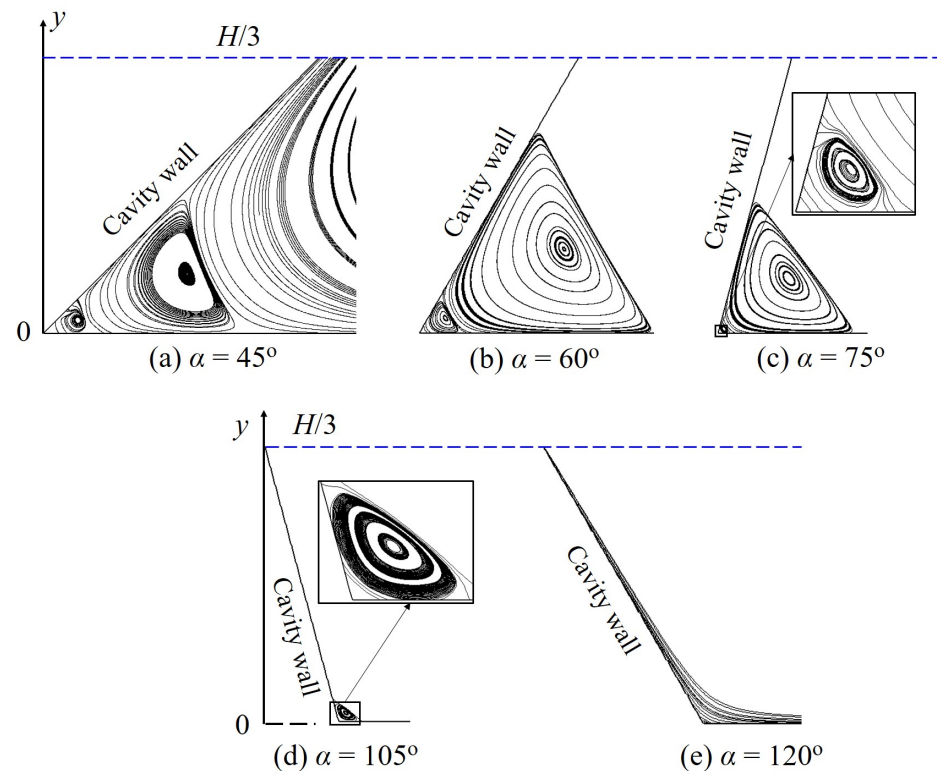 y
H/3
Cavity wall
Cavity wall
Cavity wall
0
(a) α = 45º
(b) α = 60º
(c) α = 75º
y
H/3
Cavity wall
Cavity wall
0
(d) α = 105º
(e) α = 120º